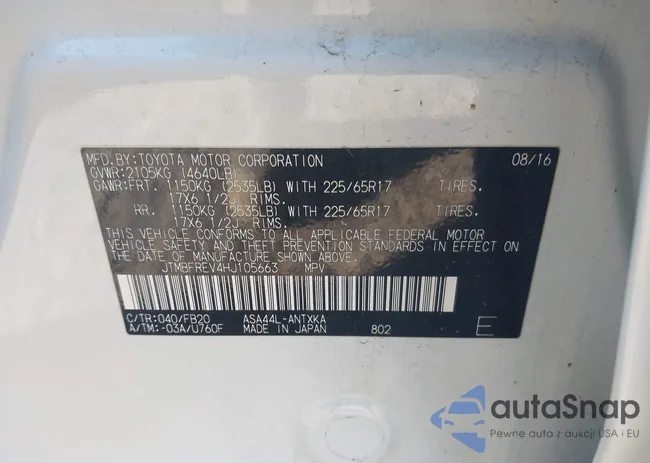 MFD.BY:TOYOTA MOTOR CORPORATION 08/16
GVWR:2105KG (4640LB)
GAWR:FRT. 1150KG (2535LB) WITH 225/65R17 TIRES.
17X6 1/2J RIMS.
RR. 1150KG (2535LB) WITH 225/65R17 TIRES.
17X6 1/2J RIMS.
THIS VEHICLE CONFORMS TO ALL APPLICABLE FEDERAL MOTOR
VEHICLE SAFETY AND THEFT PREVENTION STANDARDS IN EFFECT ON
THE DATE OF MANUFACTURE SHOWN ABOVE.
JTMBFREV4HJ105663 MPV
C/TR:040/FB20 ASA44L-ANTXKA
A/TM:-03A/U760F MADE IN JAPAN 802 E
autaSnap
Pewne auta z aukcji USA i EU